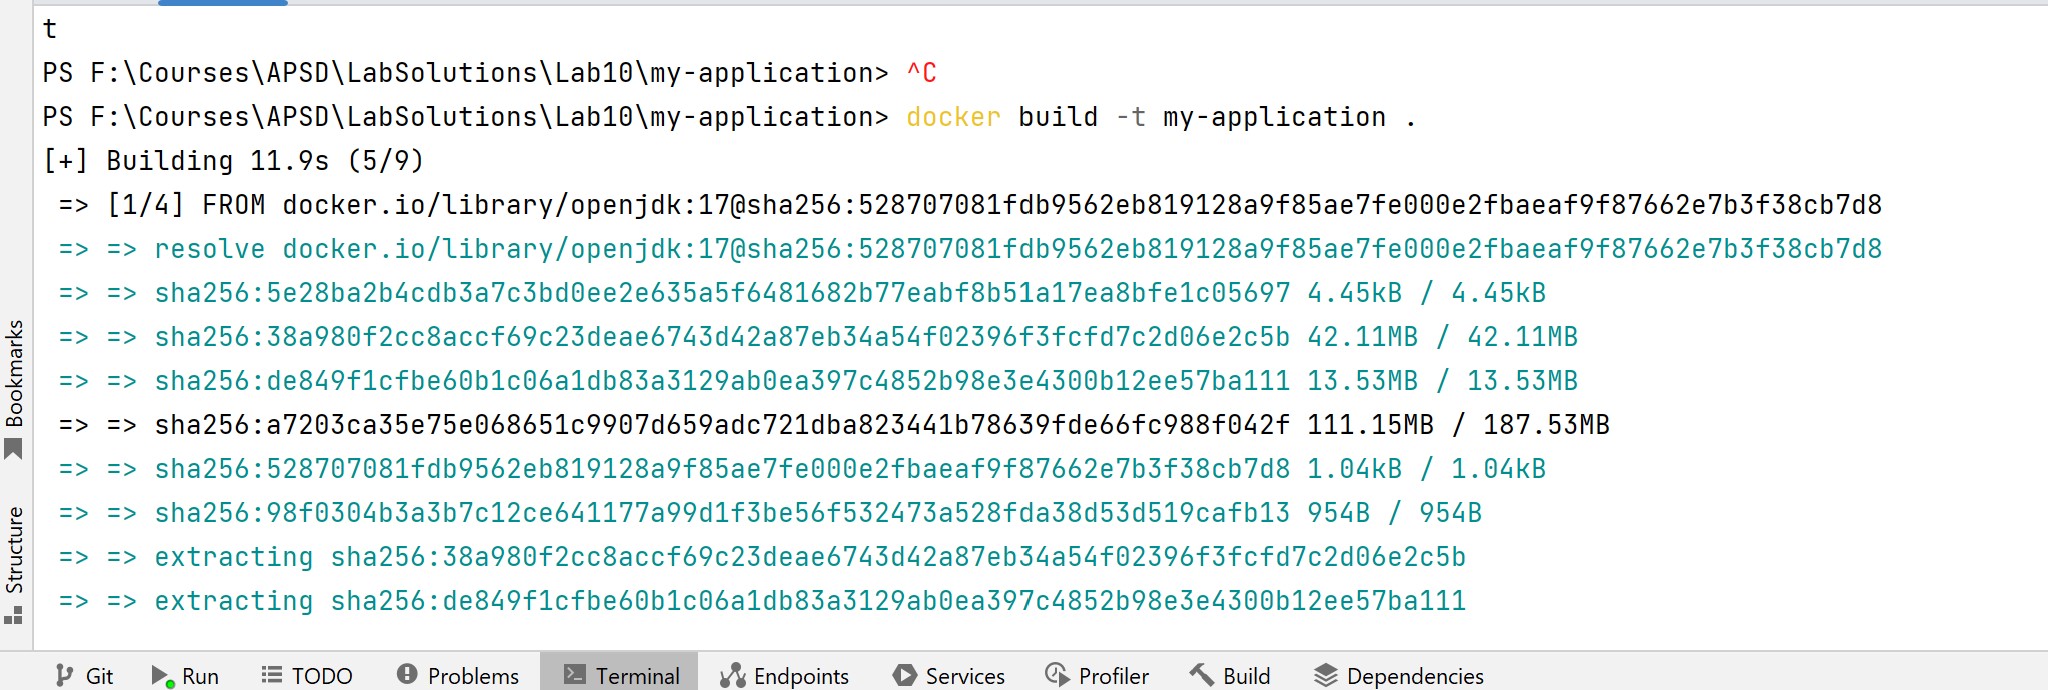 t
PS F:\Courses\APSD\LabSolutions\Lab10\my-application> ^C
PS F:\Courses\APSD\LabSolutions\Lab10\my-application> docker build -t my-application .
[+] Building 11.9s (5/9)
=> [1/4] FROM docker.io/library/openjdk:17@sha256:528707081fdb9562eb819128a9f85ae7fe000e2fbaeaf9f87662e7b3f38cb7d8
=> => resolve docker.io/library/openjdk:17@sha256:528707081fdb9562eb819128a9f85ae7fe000e2fbaeaf9f87662e7b3f38cb7d8
=> => sha256:5e28ba2b4cdb3a7c3bd0ee2e635a5f6481682b77eabf8b51a17ea8bfe1c05697 4.45kB / 4.45kB
=> => sha256:38a980f2cc8accf69c23deae6743d42a87eb34a54f02396f3fcfd7c2d06e2c5b 42.11MB / 42.11MB
=> => sha256:de849f1cfbe60b1c06a1db83a3129ab0ea397c4852b98e3e4300b12ee57ba111 13.53MB / 13.53MB
=> => sha256:a7203ca35e75e068651c9907d659adc721dba823441b78639fde66fc988f042f 111.15MB / 187.53MB
=> => sha256:528707081fdb9562eb819128a9f85ae7fe000e2fbaeaf9f87662e7b3f38cb7d8 1.04kB / 1.04kB
=> => sha256:98f0304b3a3b7c12ce641177a99d1f3be56f532473a528fda38d53d519cafb13 954B / 954B
=> => extracting sha256:38a980f2cc8accf69c23deae6743d42a87eb34a54f02396f3fcfd7c2d06e2c5b
=> => extracting sha256:de849f1cfbe60b1c06a1db83a3129ab0ea397c4852b98e3e4300b12ee57ba111
Bookmarks
Structure
Git Run TODO Problems Terminal Endpoints Services Profiler Build Dependencies